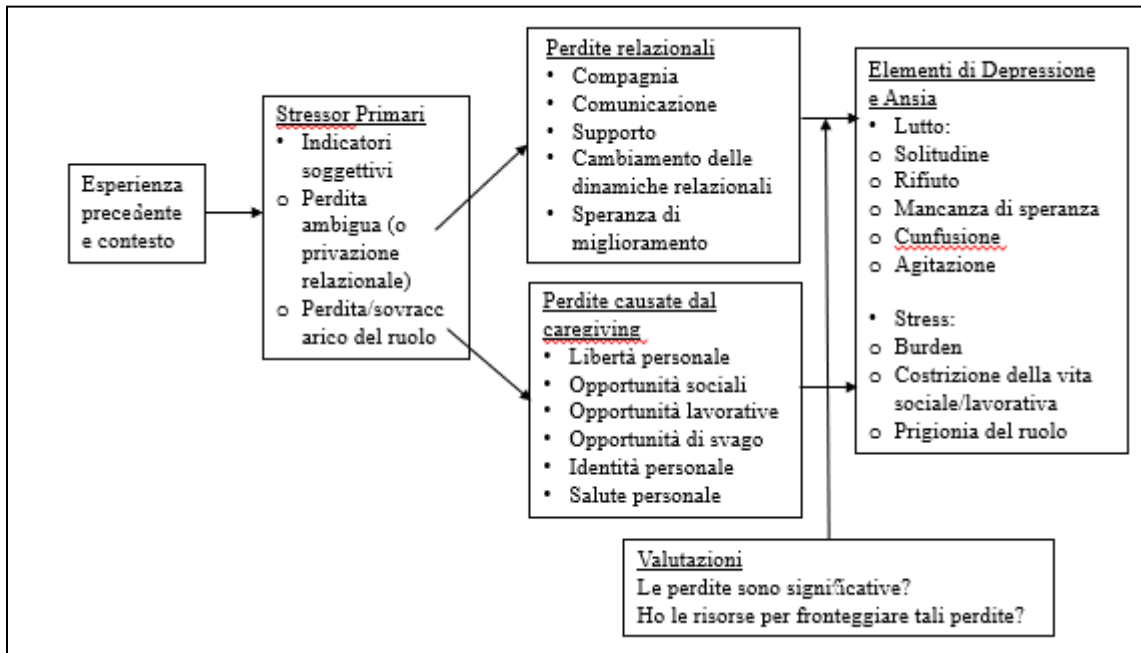 Esperienza
precedente
e contesto
Stressor Primari
• Indicatori
soggettivi
o Perdita
ambigua (o
privazione
relazionale)
o Perdita/sovracc
arico del ruolo
Perdite relazionali
• Compagnia
• Comunicazione
• Supporto
• Cambiamento delle
dinamiche relazionali
• Speranza di
miglioramento
Perdite causate dal
caregiving
• Libertà personale
• Opportunità sociali
• Opportunità lavorative
• Opportunità di svago
• Identità personale
• Salute personale
Elementi di Depressione
e Ansia
• Lutto:
o Solitudine
o Rifiuto
o Mancanza di speranza
o Cunfusione
o Agitazione
• Stress:
o Burden
o Costrizione della vita
sociale/lavorativa
o Prigionia del ruolo
Valutazioni
Le perdite sono significative?
Ho le risorse per fronteggiare tali perdite?